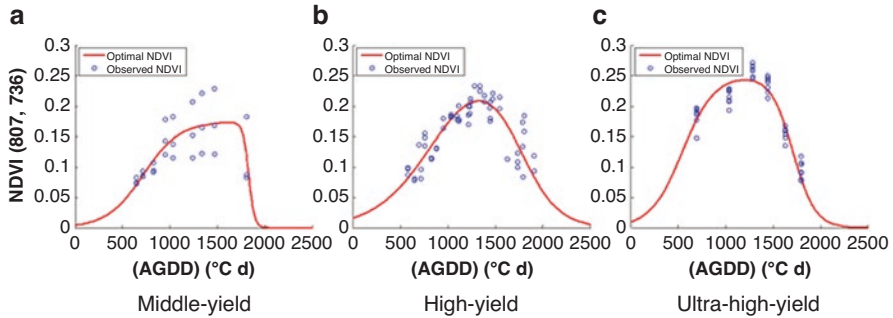 a
NDVI (807, 736)
0.3
0.25
0.2
0.15
0.1
0.05
0
Optimal NDVI
Observed NDVI
0 500 1000 1500 2000 2500
(AGDD) (°C d)
Middle-yield
b
0.3
0.25
0.2
0.15
0.1
0.05
0
Optimal NDVI
Observed NDVI
0 500 1000 1500 2000 2500
(AGDD) (°C d)
High-yield
c
0.3
0.25
0.2
0.15
0.1
0.05
0
Optimal NDVI
Observed NDVI
0 500 1000 1500 2000 2500
(AGDD) (°C d)
Ultra-high-yield